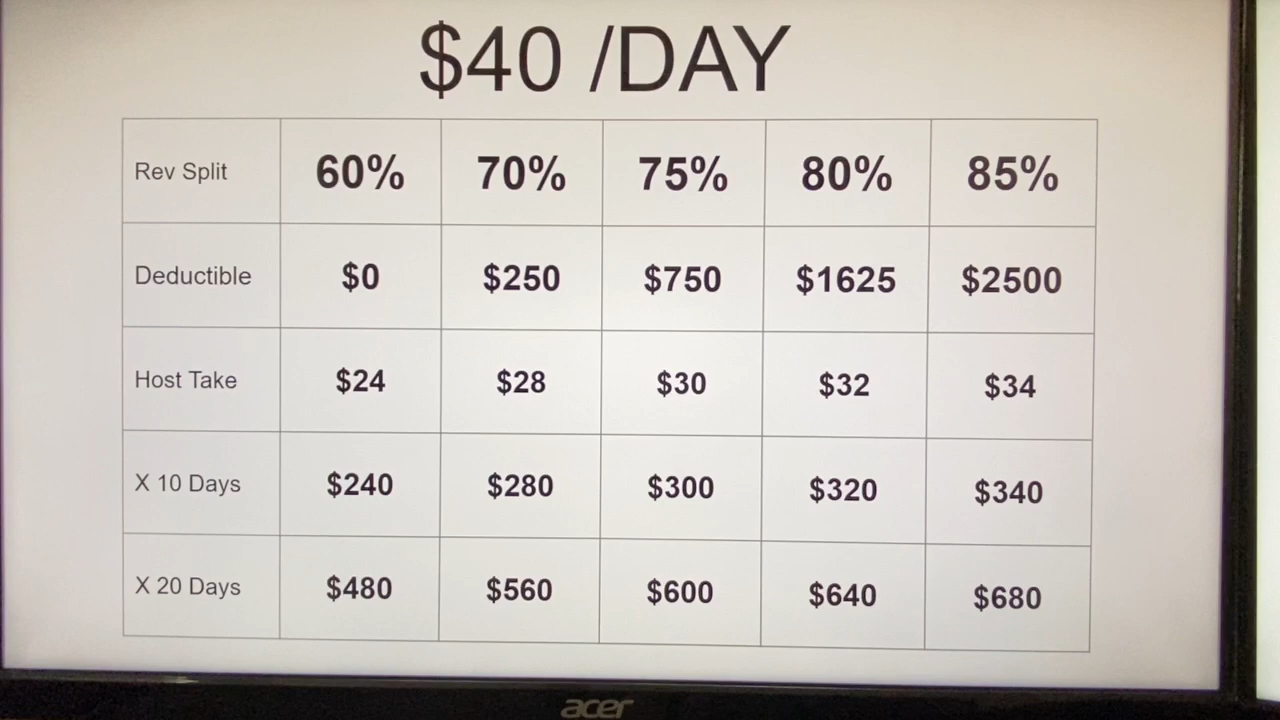 $40 /DAY
Rev Split 60% 70% 75% 80% 85%
Deductible $0 $250 $750 $1625 $2500
Host Take $24 $28 $30 $32 $34
X 10 Days $240 $280 $300 $320 $340
X 20 Days $480 $560 $600 $640 $680
acer